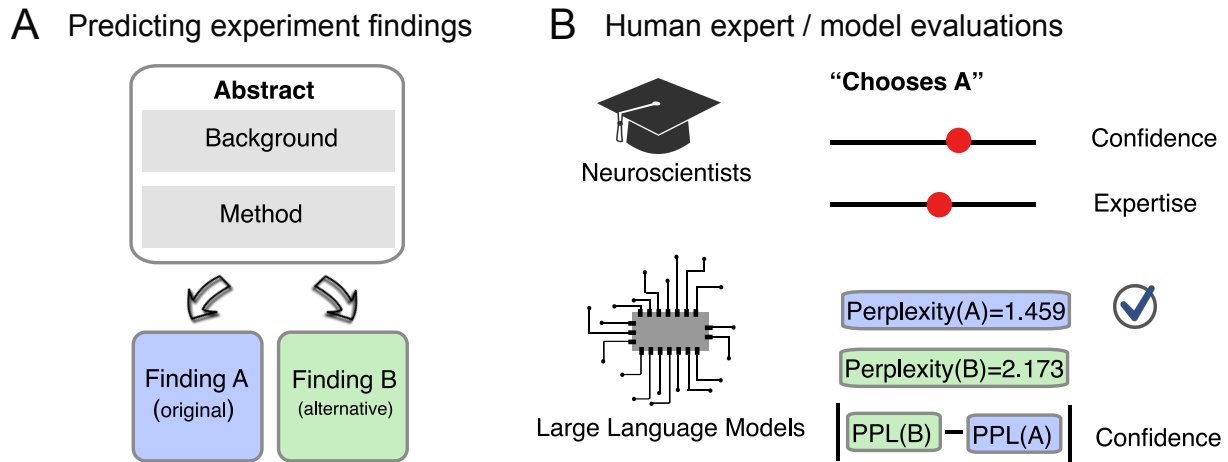 A Predicting experiment findings
Abstract
Background
Method
Finding A
(original)
Finding B
(alternative)
B Human expert / model evaluations
Neuroscientists
"Chooses A"
Confidence
Expertise
Large Language Models
Perplexity(A)=1.459
Perplexity(B)=2.173
| PPL(B) − PPL(A) | Confidence